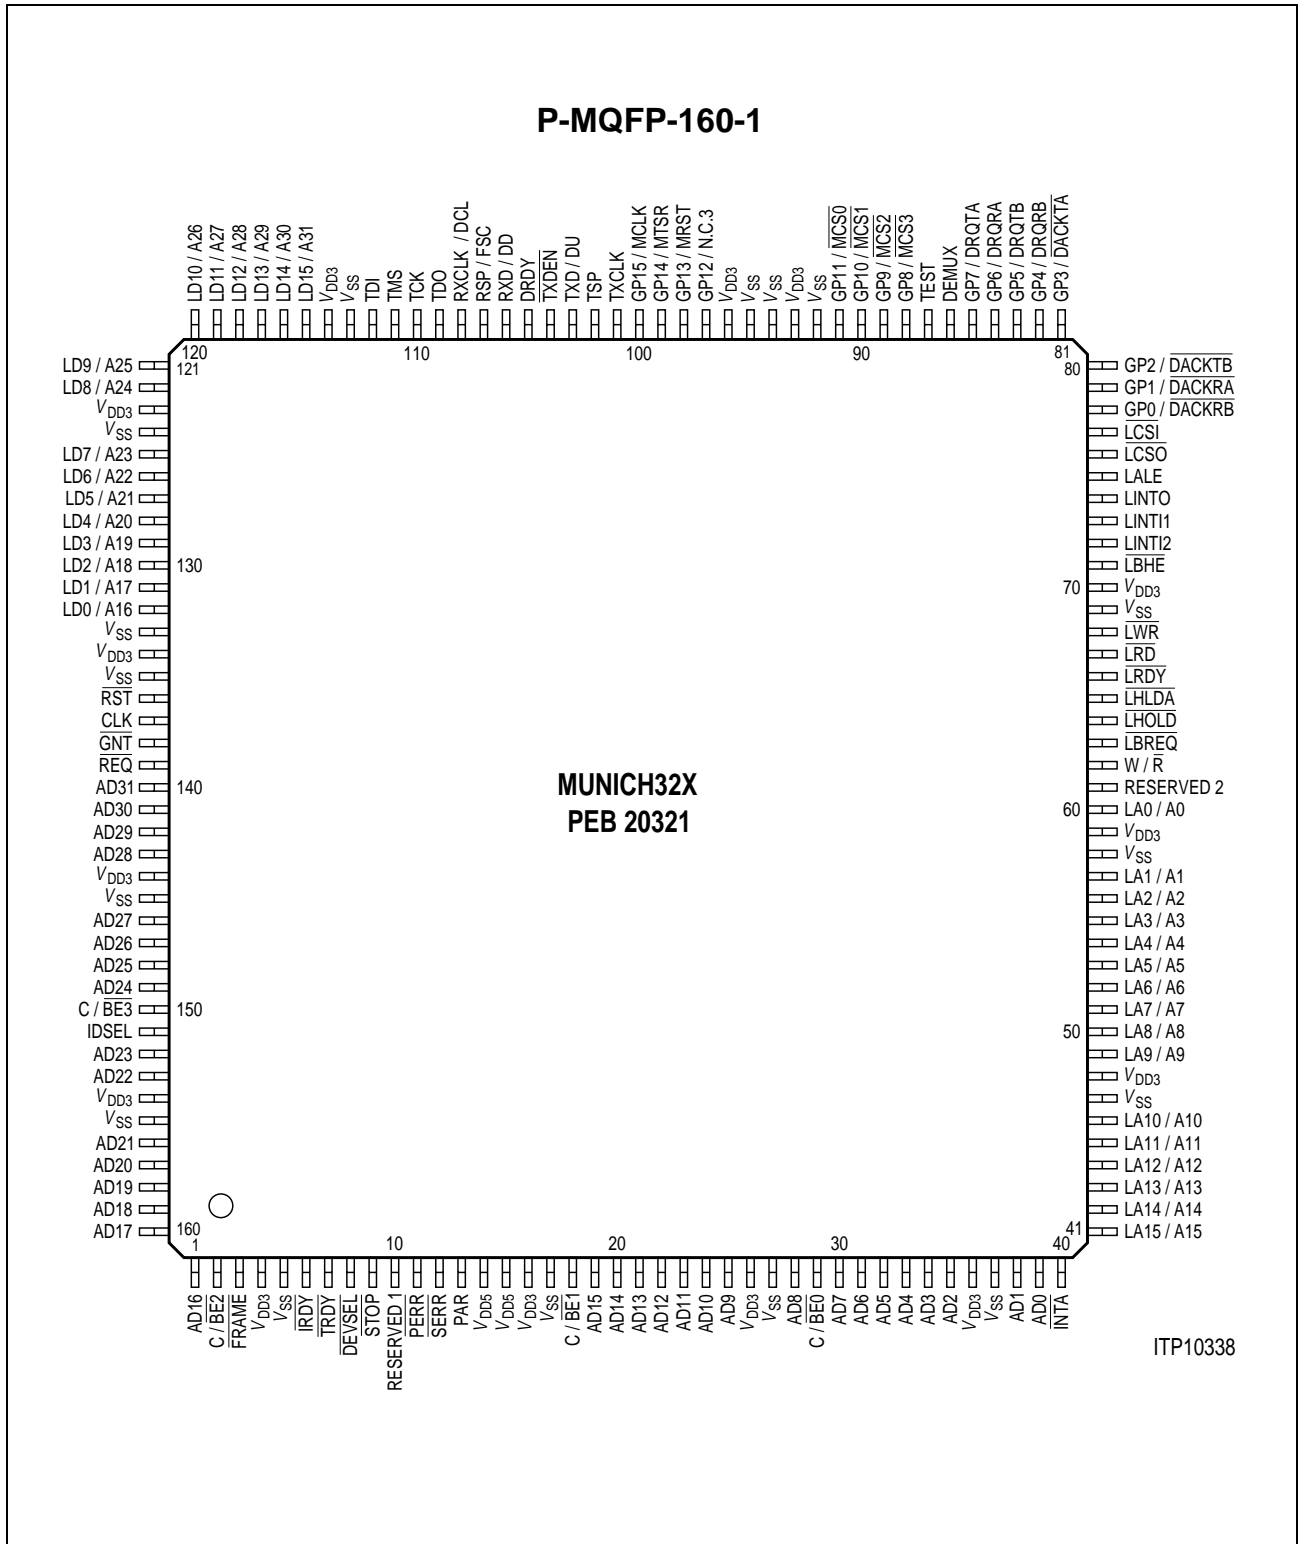 P-MQFP-160-1
LD10 / A26
LD11 / A27
LD12 / A28
LD13 / A29
LD14 / A30
LD15 / A31
VDD3
VSS
TDI
TMS
TCK
TDO
RXCLK / DCL
RSP / FSC
RXD / DD
DRDY
TXDEN
TXD / DU
TSP
TXCLK
GP15 / MCLK
GP14 / MTSR
GP13 / MRST
GP12 / N.C.3
VDD3
VSS
VSS
VDD3
VSS
GP11 / MCS0
GP10 / MCS1
GP9 / MCS2
GP8 / MCS3
TEST
DEMUX
GP7 / DRQTA
GP6 / DRQRA
GP5 / DRQTB
GP4 / DRQRB
GP3 / DACKTA
120
110
100
90
81
LD9 / A25
121
LD8 / A24
VDD3
VSS
LD7 / A23
LD6 / A22
LD5 / A21
LD4 / A20
LD3 / A19
LD2 / A18
130
LD1 / A17
LD0 / A16
VSS
VDD3
VSS
RST
CLK
GNT
REQ
AD31
140
AD30
AD29
AD28
VDD3
VSS
AD27
AD26
AD25
AD24
C / BE3
150
IDSEL
AD23
AD22
VDD3
VSS
AD21
AD20
AD19
AD18
AD17
160
MUNICH32X
PEB 20321
80
GP2 / DACKTB
GP1 / DACKRA
GP0 / DACKRB
LCSI
LCSO
LALE
LINTO
LINTI1
LINTI2
LBHE
70
VDD3
VSS
LWR
LRD
LRDY
LHLDA
LHOLD
LBREQ
W / R
RESERVED 2
60
LA0 / A0
VDD3
VSS
LA1 / A1
LA2 / A2
LA3 / A3
LA4 / A4
LA5 / A5
LA6 / A6
LA7 / A7
50
LA8 / A8
LA9 / A9
VDD3
VSS
LA10 / A10
LA11 / A11
LA12 / A12
LA13 / A13
LA14 / A14
41
LA15 / A15
1
10
20
30
40
AD16
C / BE2
FRAME
VDD3
VSS
IRDY
TRDY
DEVSEL
STOP
RESERVED 1
PERR
SERR
PAR
VDD5
VDD5
VDD3
VSS
C / BE1
AD15
AD14
AD13
AD12
AD11
AD10
AD9
VDD3
VSS
AD8
C / BE0
AD7
AD6
AD5
AD4
AD3
AD2
VDD3
VSS
AD1
AD0
INTA
ITP10338